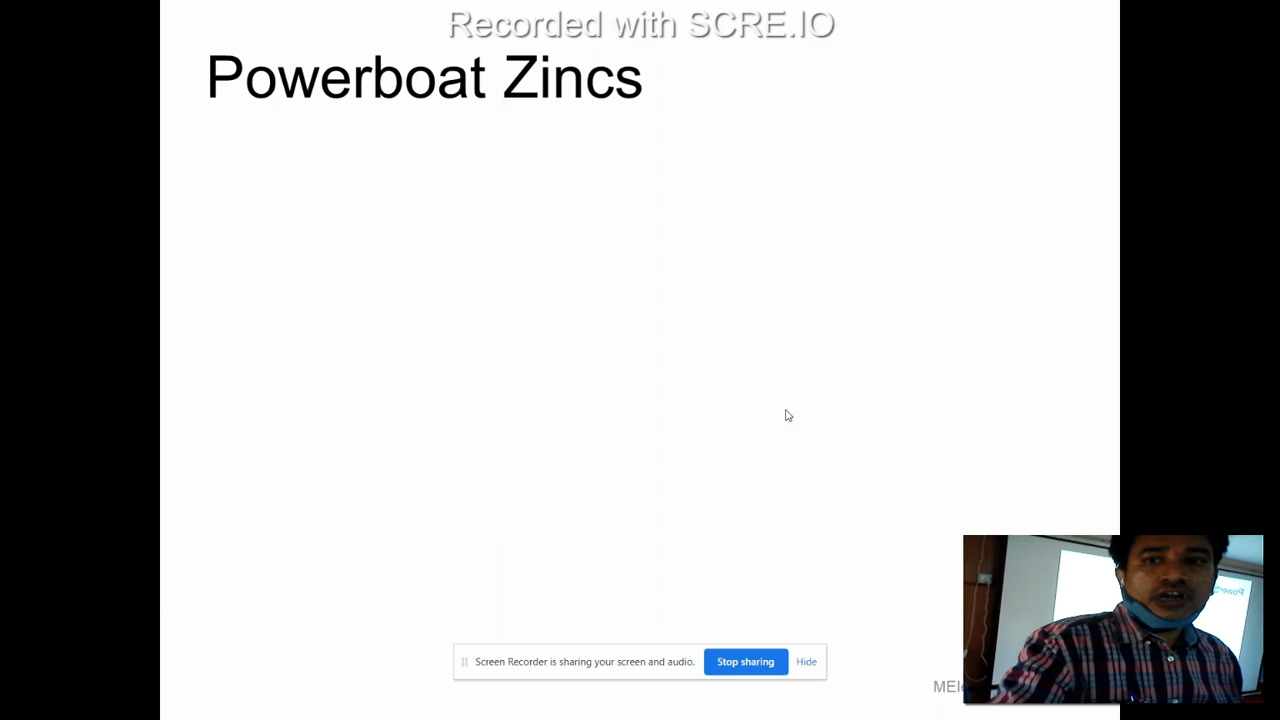 Recorded with SCRE.IO
Powerboat Zincs
Screen Recorder is sharing your screen and audio.
Stop sharing
Hide